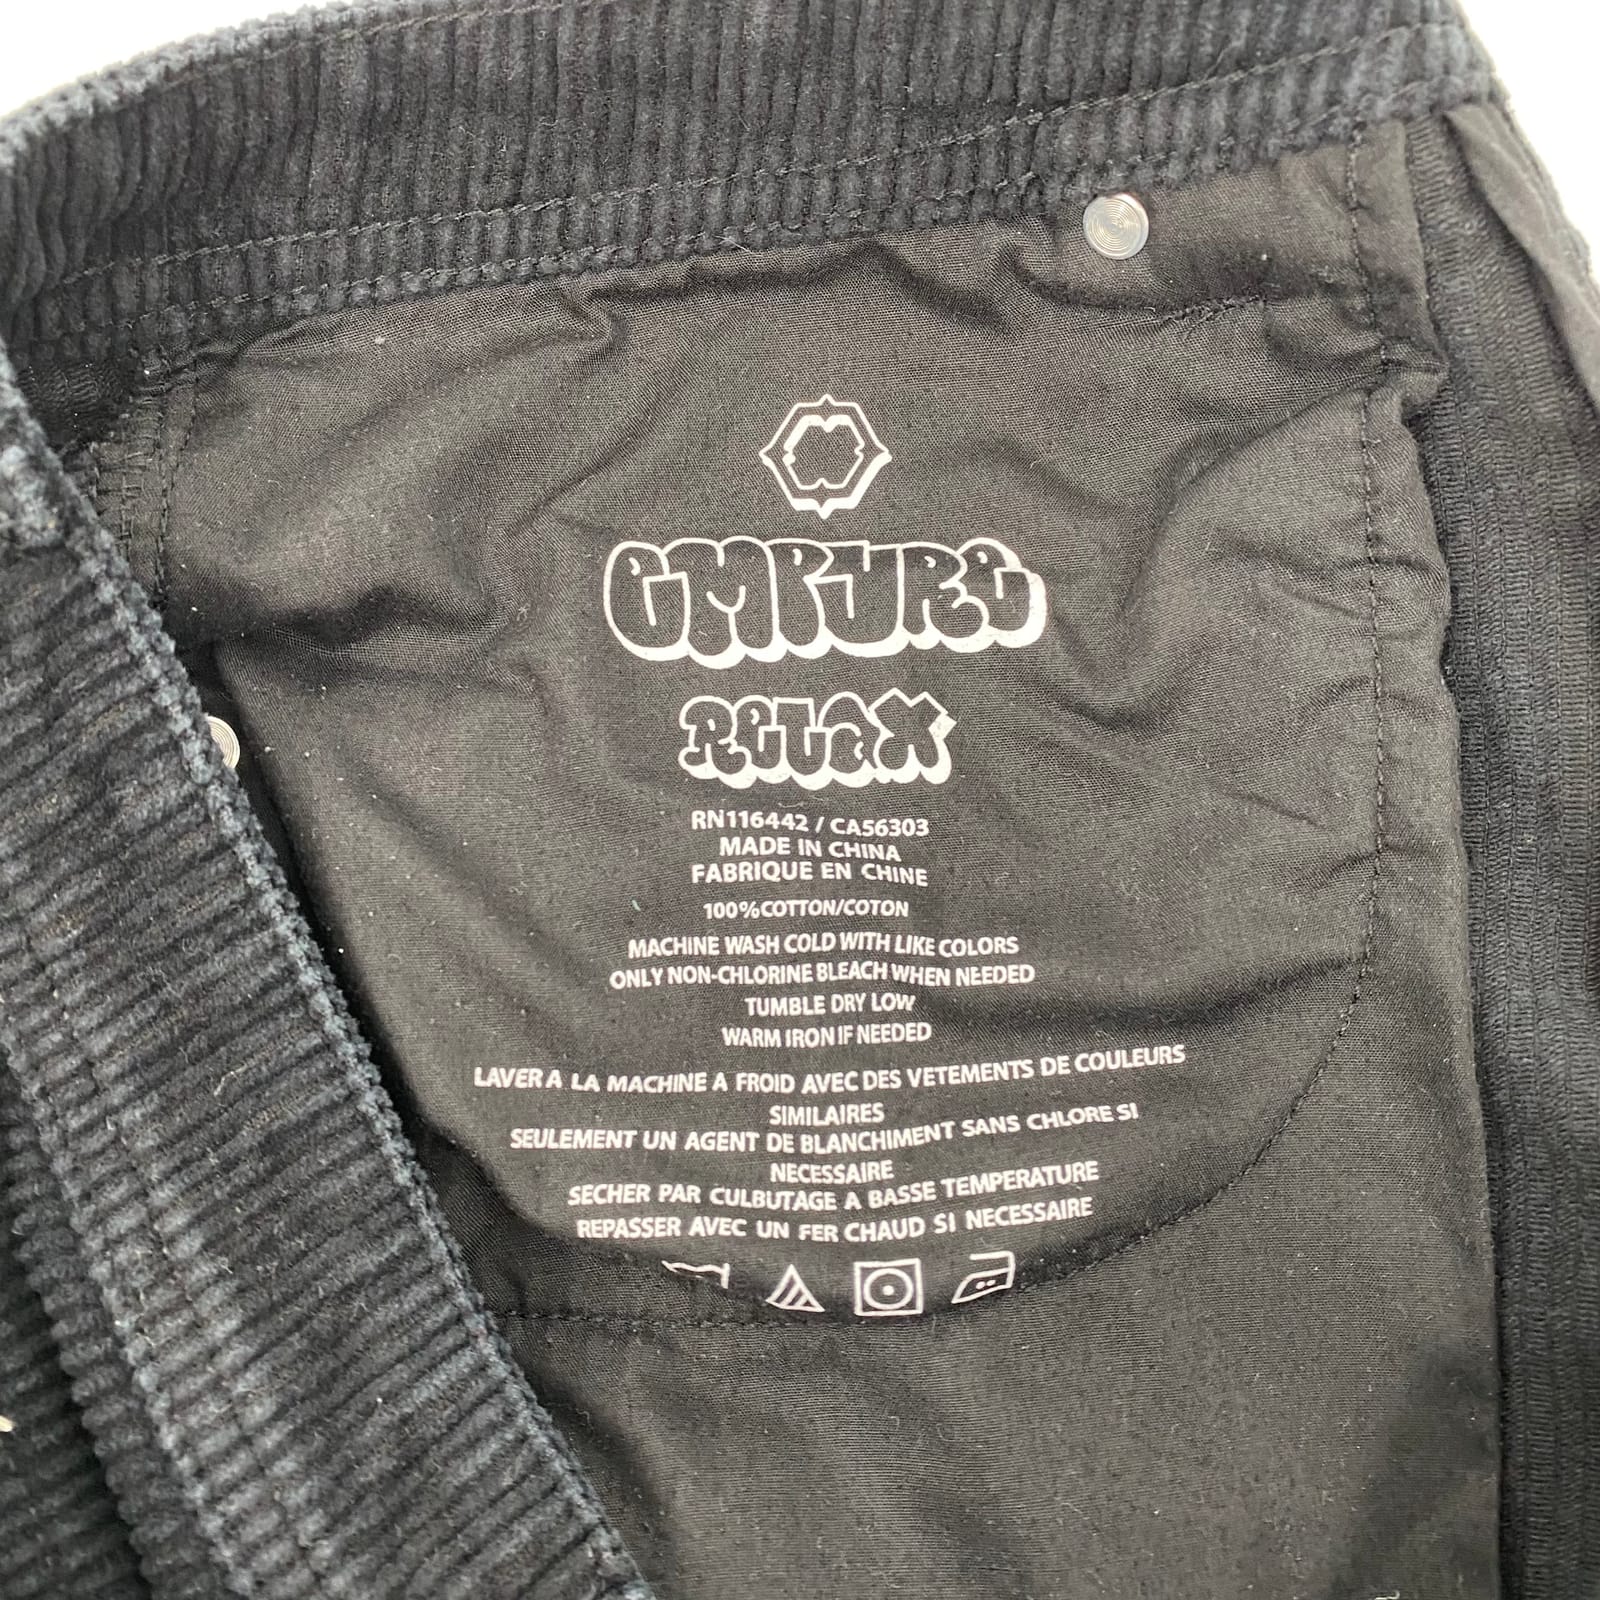 EMPYRE
RELAX
RN116442 / CA56303
MADE IN CHINA
FABRIQUE EN CHINE
100%COTTON/COTON
MACHINE WASH COLD WITH LIKE COLORS
ONLY NON-CHLORINE BLEACH WHEN NEEDED
TUMBLE DRY LOW
WARM IRON IF NEEDED
LAVER A LA MACHINE A FROID AVEC DES VETEMENTS DE COULEURS
SIMILAIRES
SEULEMENT UN AGENT DE BLANCHIMENT SANS CHLORE SI
NECESSAIRE
SECHER PAR CULBUTAGE A BASSE TEMPERATURE
REPASSER AVEC UN FER CHAUD SI NECESSAIRE